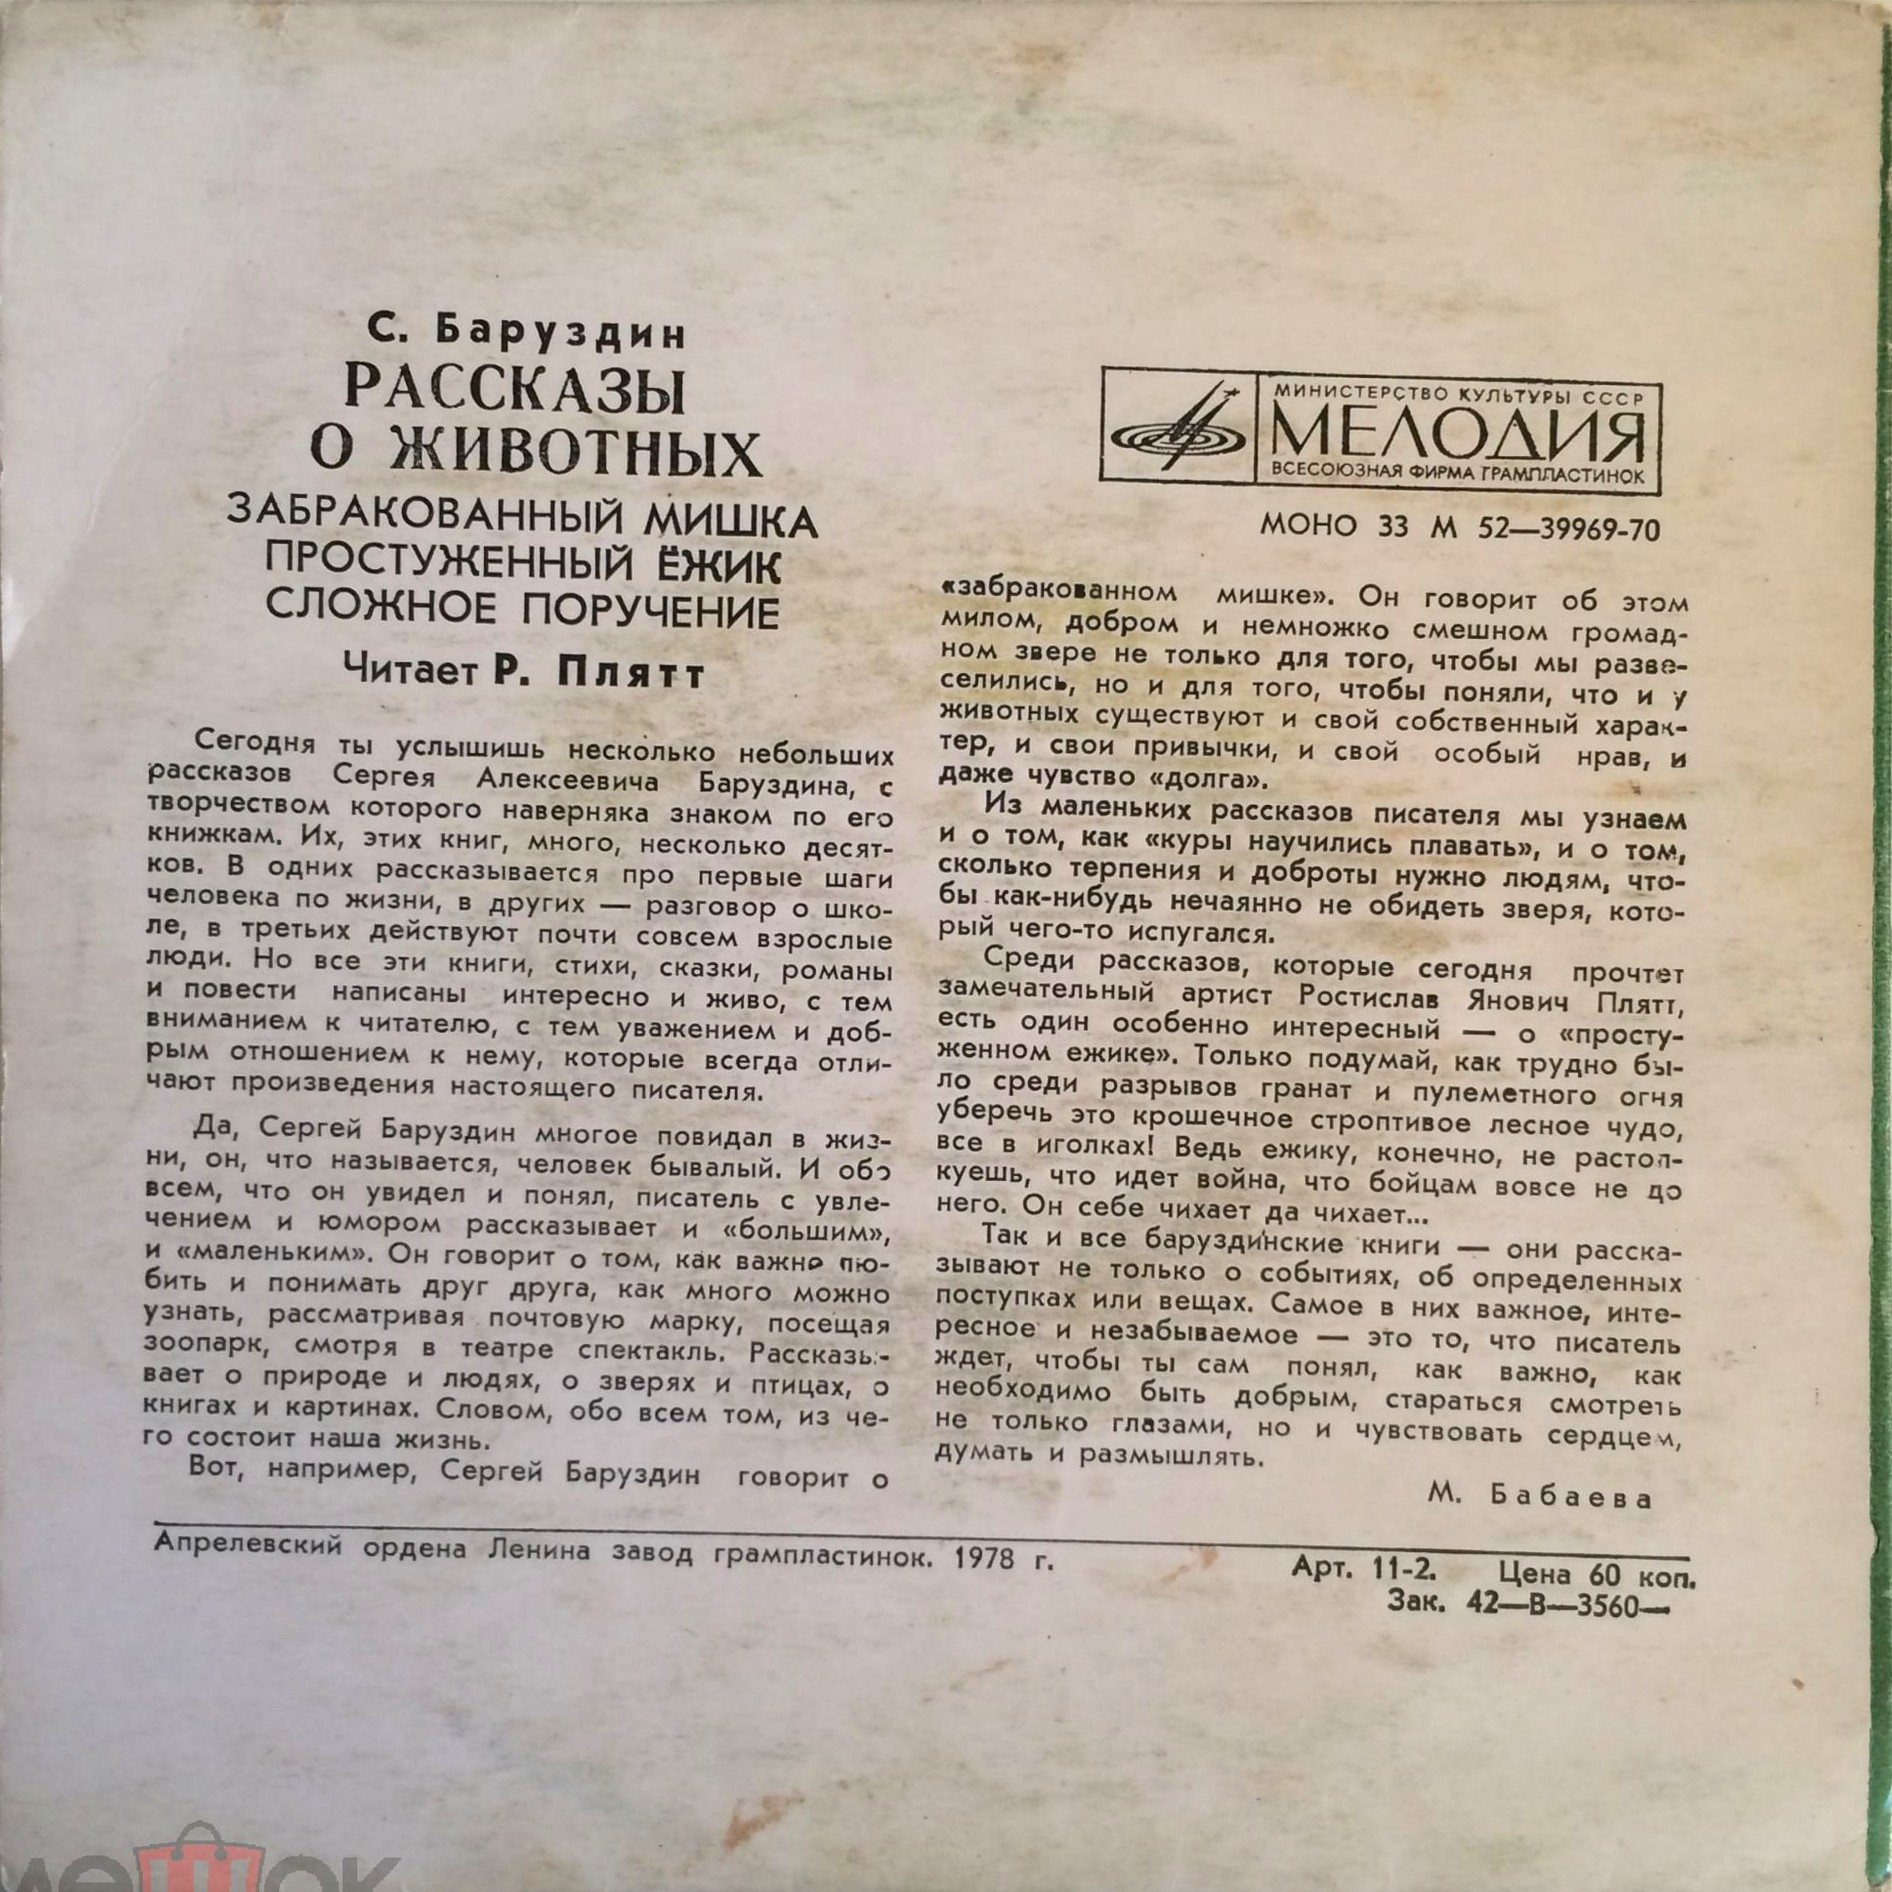 С. Баруздин
РАССКАЗЫ
О ЖИВОТНЫХ
ЗАБРАКОВАННЫЙ МИШКА
ПРОСТУЖЕННЫЙ ЁЖИК
СЛОЖНОЕ ПОРУЧЕНИЕ
Читает Р. Плятт
Сегодня ты услышишь несколько небольших
рассказов Сергея Алексеевича Баруздина, с
творчеством которого наверняка знаком по его
книжкам. Их, этих книг, много, несколько десят-
ков. В одних рассказывается про первые шаги
человека по жизни, в других — разговор о шко-
ле, в третьих действуют почти совсем взрослые
люди. Но все эти книги, стихи, сказки, романы
и повести написаны интересно и живо, с тем
вниманием к читателю, с тем уважением и доб-
рым отношением к нему, которые всегда отли-
чают произведения настоящего писателя.
Да, Сергей Баруздин многое повидал в жиз-
ни, он, что называется, человек бывалый. И обо
всем, что он увидел и понял, писатель с увле-
чением и юмором рассказывает и «большим»,
и «маленьким». Он говорит о том, как важно лю-
бить и понимать друг друга, как много можно
узнать, рассматривая почтовую марку, посещая
зоопарк, смотря в театре спектакль. Рассказы-
вает о природе и людях, о зверях и птицах, о
книгах и картинах. Словом, обо всем том, из че-
го состоит наша жизнь.
Вот, например, Сергей Баруздин говорит о
МИНИСТЕРСТВО КУЛЬТУРЫ СССР
МЕЛОДИЯ
ВСЕСОЮЗНАЯ ФИРМА ГРАМПЛАСТИНОК
МОНО 33 М 52—39969-70
«забракованном мишке». Он говорит об этом
милом, добром и немножко смешном громад-
ном звере не только для того, чтобы мы разве-
селились, но и для того, чтобы поняли, что и у
животных существуют и свой собственный харак-
тер, и свои привычки, и свой особый нрав, и
даже чувство «долга».
Из маленьких рассказов писателя мы узнаем
и о том, как «куры научились плавать», и о том,
сколько терпения и доброты нужно людям, что-
бы как-нибудь нечаянно не обидеть зверя, кото-
рый чего-то испугался.
Среди рассказов, которые сегодня прочтет
замечательный артист Ростислав Янович Плятт,
есть один особенно интересный — о «просту-
женном ежике». Только подумай, как трудно бы-
ло среди разрывов гранат и пулеметного огня
уберечь это крошечное строптивое лесное чудо,
все в иголках! Ведь ежику, конечно, не растол-
куешь, что идет война, что бойцам вовсе не до
него. Он себе чихает да чихает...
Так и все баруздинские книги — они расска-
зывают не только о событиях, об определенных
поступках или вещах. Самое в них важное, инте-
ресное и незабываемое — это то, что писатель
ждет, чтобы ты сам понял, как важно, как
необходимо быть добрым, стараться смотреть
не только глазами, но и чувствовать сердцем,
думать и размышлять.
М. Бабаева
Апрелевский ордена Ленина завод грампластинок. 1978 г.
Арт. 11-2. Цена 60 коп.
Зак. 42—В—3560—
мешок